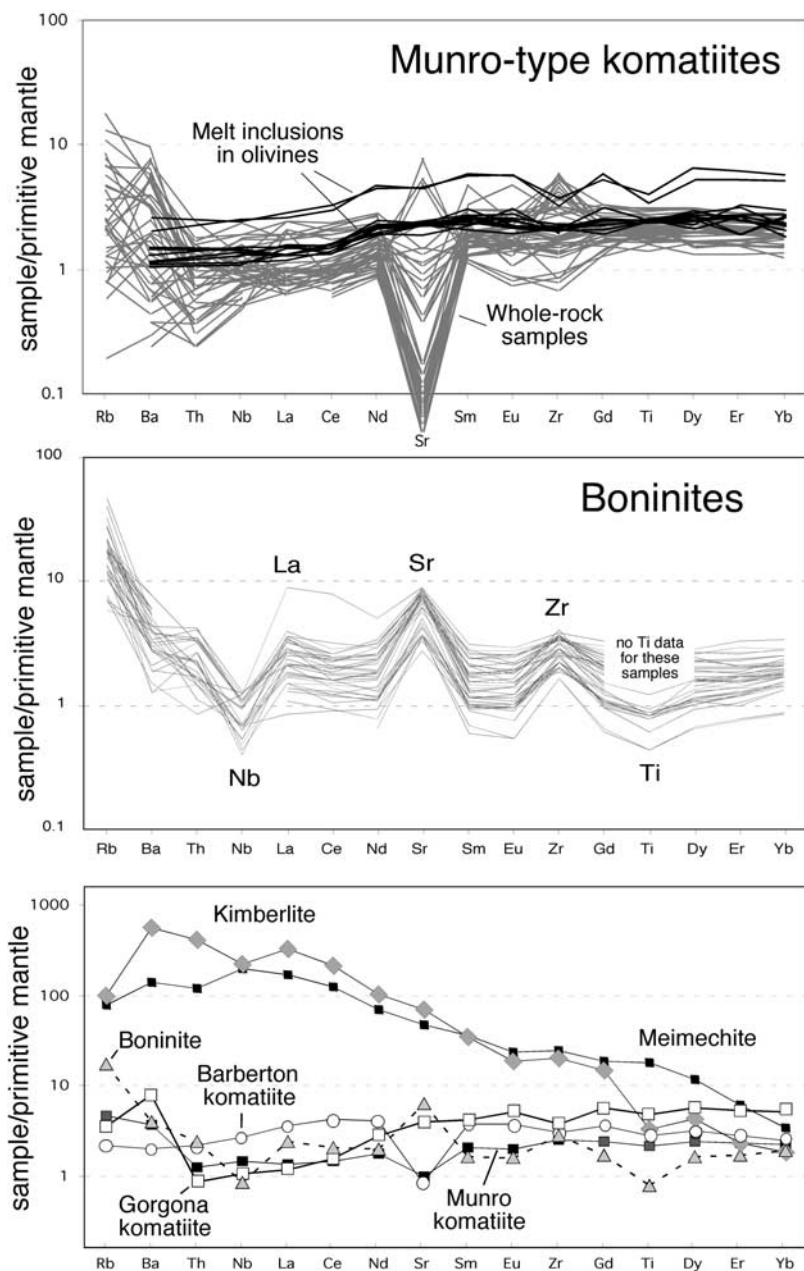 100
Munro-type komatiites
Melt inclusions
in olivines
10
sample/primitive mantle
1
Whole-rock
samples
0.1
Rb Ba Th Nb La Ce Nd Sr Sm Eu Zr Gd Ti Dy Er Yb
100
Boninites
sample/primitive mantle
La
Sr
10
Zr
no Ti data
for these
samples
1
Nb
Ti
0.1
Rb Ba Th Nb La Ce Nd Sr Sm Eu Zr Gd Ti Dy Er Yb
1000
Kimberlite
sample/primitive mantle
100
Meimechite
Boninite
Barberton
komatiite
10
1
Gorgona
komatiite
Munro
komatiite
Rb Ba Th Nb La Ce Nd Sr Sm Eu Zr Gd Ti Dy Er Yb